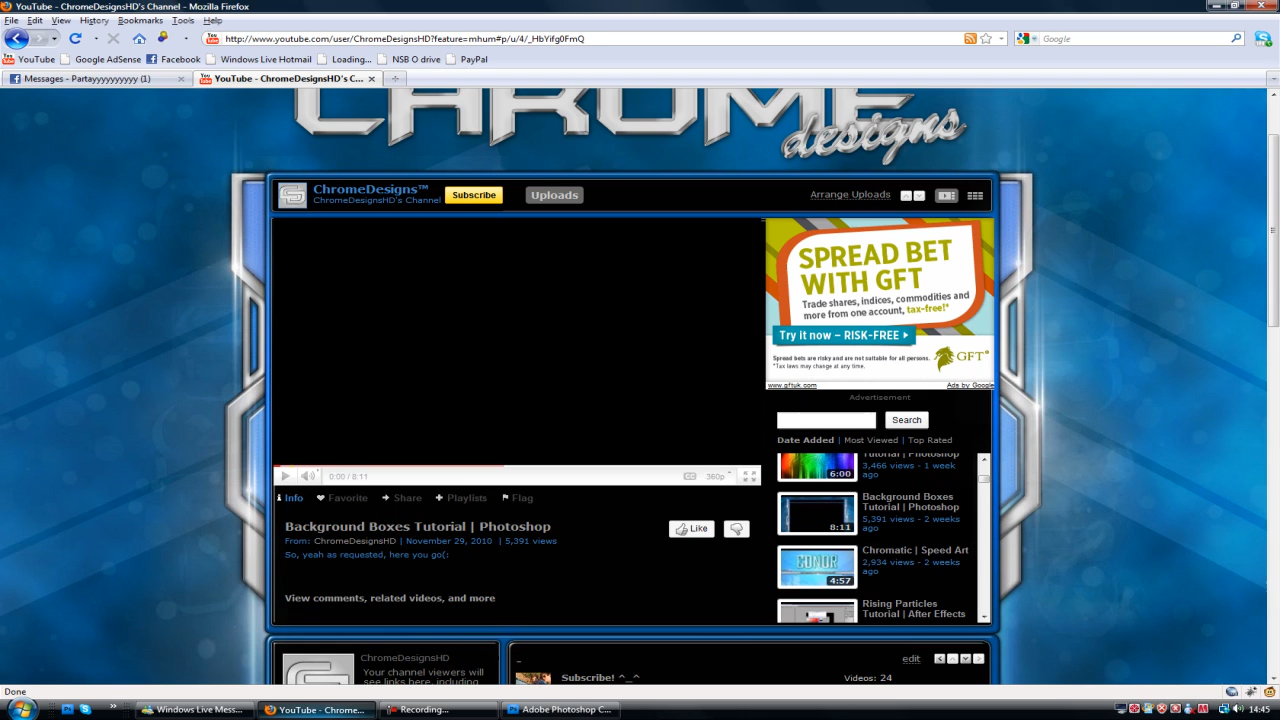 YouTube - ChromeDesignsHD's Channel - Mozilla Firefox
File Edit View History Bookmarks Tools Help
http://www.youtube.com/user/ChromeDesignsHD?feature=mhum#p/u/4/_HbYifg0FmQ
Google
YouTube Google AdSense Facebook Windows Live Hotmail Loading... NSB O drive PayPal
Messages - Partayyyyyyyyy (1)
YouTube - ChromeDesignsHD's C...
CHROME
designs
ChromeDesigns™
ChromeDesignsHD's Channel
Subscribe
Uploads
Arrange Uploads
SPREAD BET
WITH GFT
Trade shares, indices, commodities and
more from one account, tax-free!*
Try it now – RISK-FREE
Spread bets are risky and are not suitable for all persons.
*Tax laws may change at any time.
GFT
www.gftuk.com
Ads by Google
Advertisement
Search
Date Added | Most Viewed | Top Rated
Tutorial | Photoshop
3,466 views - 1 week
ago
6:00
Background Boxes
Tutorial | Photoshop
5,391 views - 2 weeks
ago
8:11
Chromatic | Speed Art
2,934 views - 2 weeks
ago
CONOR
4:57
Rising Particles
Tutorial | After Effects
0:00 / 8:11
CC
360p
Info Favorite Share Playlists Flag
Background Boxes Tutorial | Photoshop
Like
From: ChromeDesignsHD | November 29, 2010 | 5,391 views
So, yeah as requested, here you go(:
View comments, related videos, and more
ChromeDesignsHD
Your channel viewers will
see links here, including
edit
Subscribe! ^_^
Videos: 24
Done
Windows Live Mess...
YouTube - Chrome...
Recording...
Adobe Photoshop C...
14:45